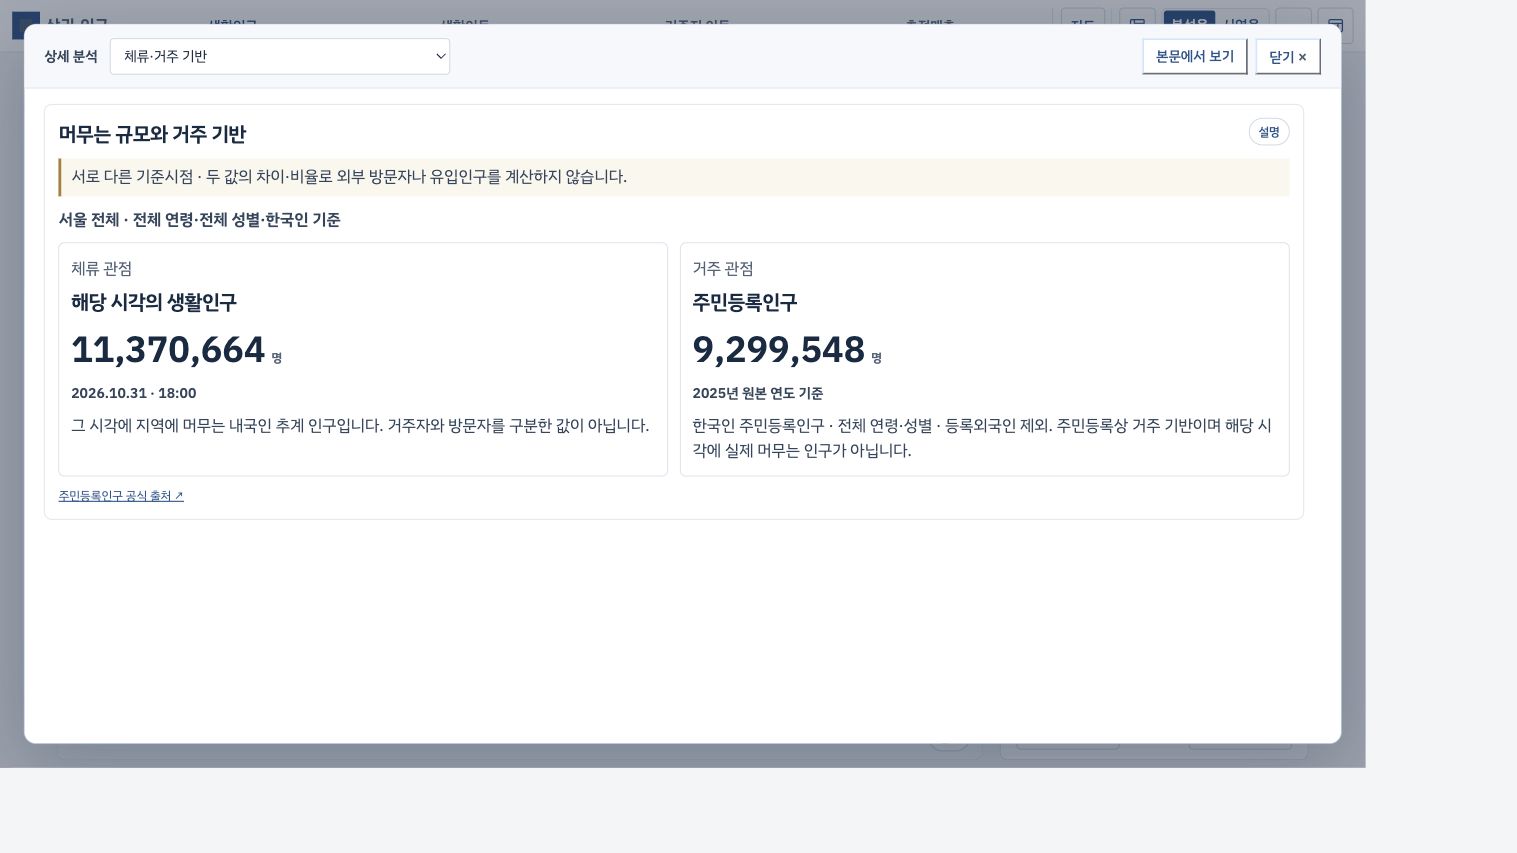 상세 분석
체류·거주 기반
본문에서 보기
닫기 ×
머무는 규모와 거주 기반
설명
서로 다른 기준시점 · 두 값의 차이·비율로 외부 방문자나 유입인구를 계산하지 않습니다.
서울 전체 · 전체 연령·전체 성별·한국인 기준
체류 관점
해당 시각의 생활인구
11,370,664 명
2026.10.31 · 18:00
그 시각에 지역에 머무는 내국인 추계 인구입니다. 거주자와 방문자를 구분한 값이 아닙니다.
거주 관점
주민등록인구
9,299,548 명
2025년 원본 연도 기준
한국인 주민등록인구 · 전체 연령·성별 · 등록외국인 제외. 주민등록상 거주 기반이며 해당 시
각에 실제 머무는 인구가 아닙니다.
주민등록인구 공식 출처 ↗